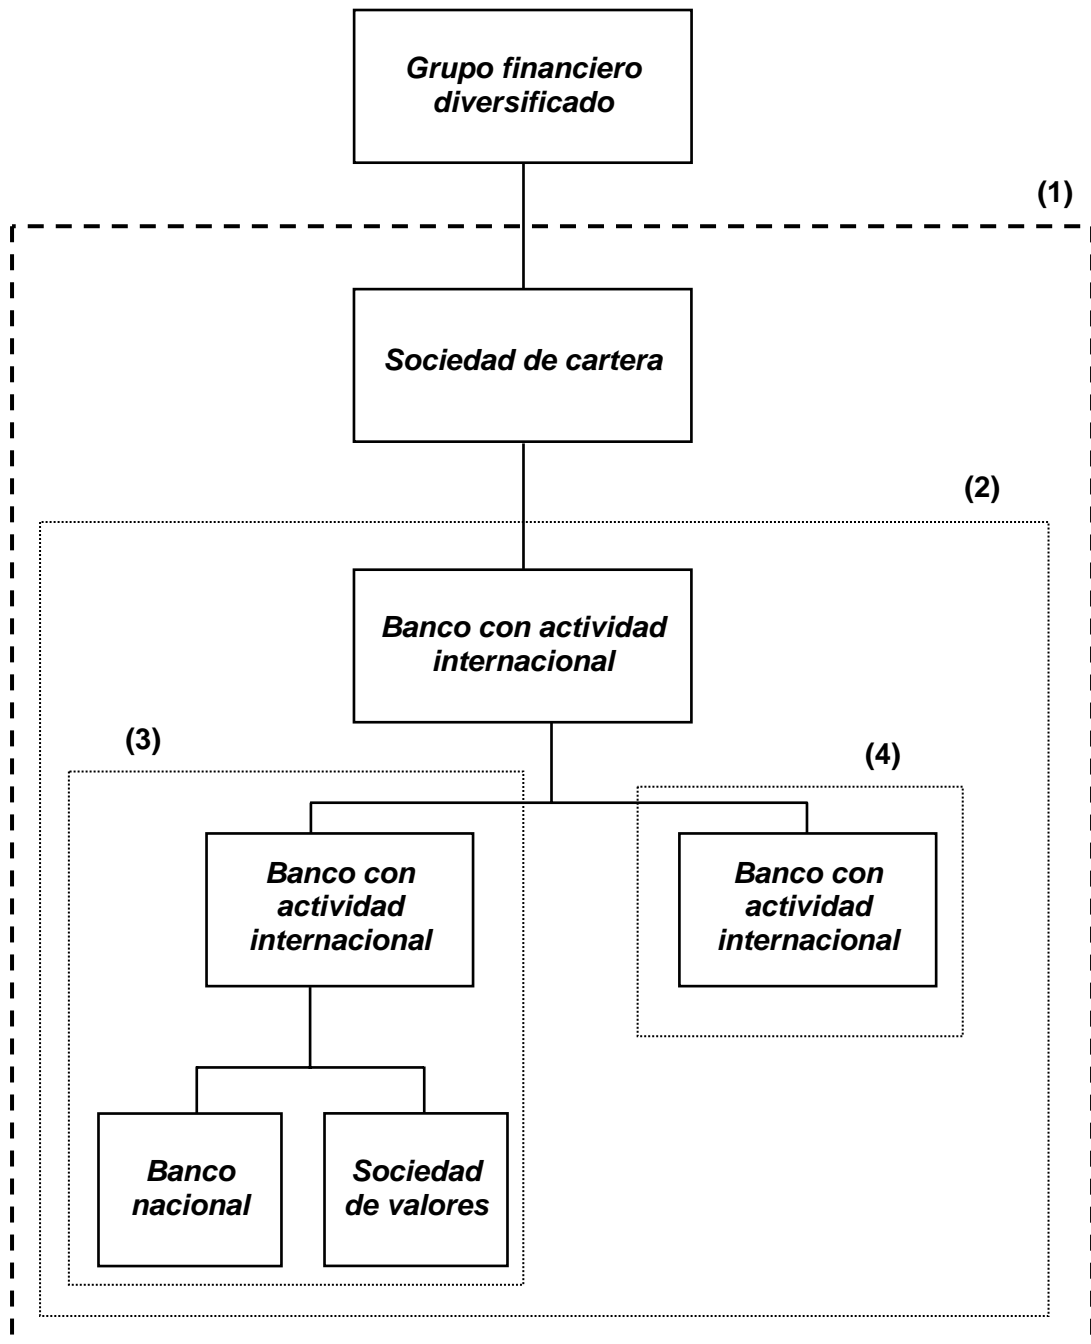 Grupo financiero
diversificado
(1)
Sociedad de cartera
(2)
Banco con actividad
internacional
(3)
(4)
Banco con
actividad
internacional
Banco con
actividad
internacional
Banco
nacional
Sociedad
de valores